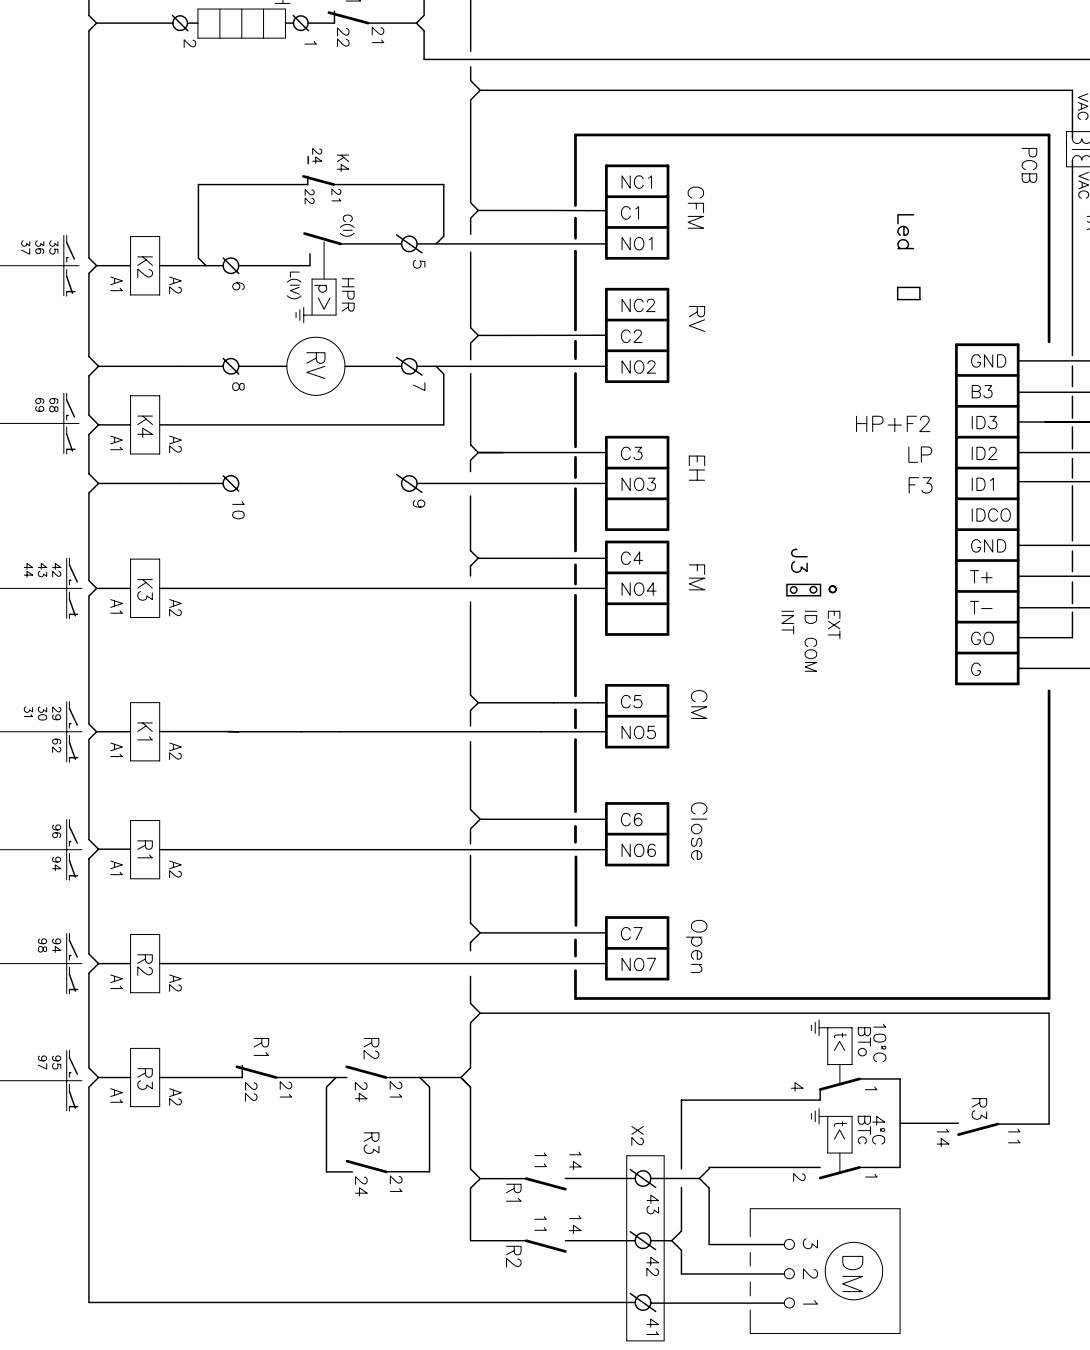 2
1
22
21
VAC
VAC
PCB
24
K4
22
21
C(I)
L(IV)
HPR
p>
5
6
35
36
37
A1
K2
A2
NC1
C1
NO1
CFM
Led
NC2
C2
NO2
RV
RV
8
7
68
69
A1
K4
A2
C3
NO3
EH
10
9
GND
B3
ID3
ID2
ID1
IDCO
GND
T+
T-
GO
G
HP+F2
LP
F3
J3
EXT
ID COM
INT
42
43
44
A1
K3
A2
C4
NO4
FM
29
30
31
62
A1
K1
A2
C5
NO5
CM
96
94
A1
R1
A2
C6
NO6
Close
94
98
A1
R2
A2
C7
NO7
Open
95
97
A1
R3
A2
R1
22
21
R2
24
21
R3
24
21
10°C
BTo
t<
4
1
4°C
BTc
t<
2
1
R3
14
11
X2
11
14
R1
43
11
14
R2
42
41
3
2
1
DM